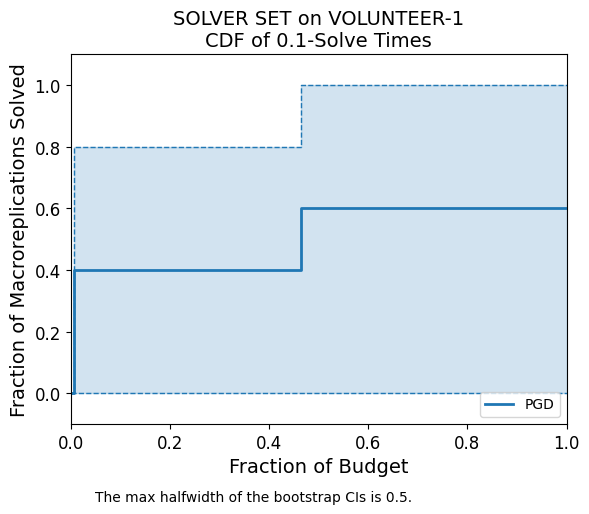 SOLVER SET on VOLUNTEER-1
CDF of 0.1-Solve Times
Fraction of Macroreplications Solved
1.0
0.8
0.6
0.4
0.2
0.0
PGD
0.0 0.2 0.4 0.6 0.8 1.0
Fraction of Budget
The max halfwidth of the bootstrap CIs is 0.5.